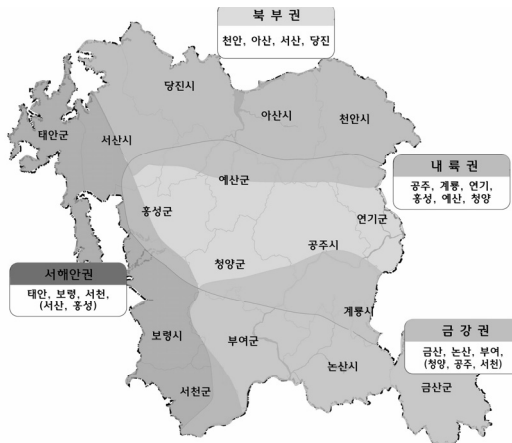 북 부 권
천안, 아산, 서산, 당진
당진시
아산시
천안시
태안군
서산시
내 륙 권
공주, 계룡, 연기,
홍성, 예산, 청양
예산군
홍성군
연기군
공주시
청양군
서해안권
태안, 보령, 서천,
(서산, 홍성)
계룡시
금 강 권
금산, 논산, 부여,
(청양, 공주, 서천)
보령시
부여군
논산시
서천군
금산군